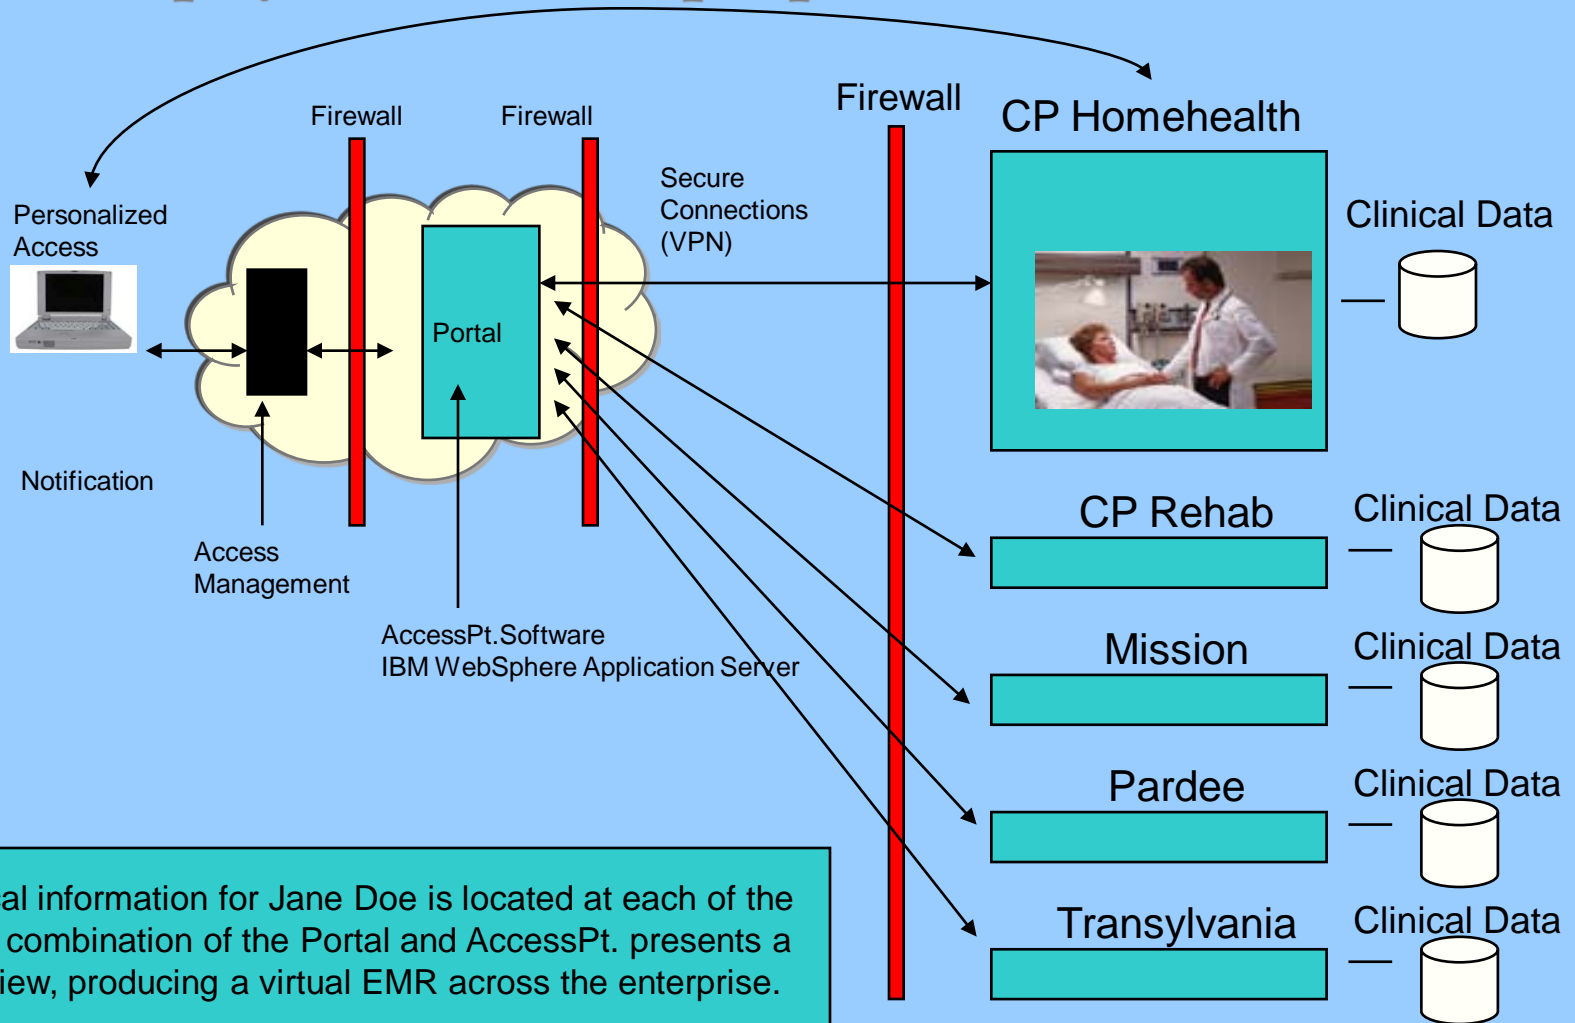 Firewall
Firewall
Firewall
CP Homehealth
Personalized
Access
Secure
Connections
(VPN)
Clinical Data
Portal
Notification
Access
Management
CP Rehab
Clinical Data
AccessPt.Software
IBM WebSphere Application Server
Mission
Clinical Data
Pardee
Clinical Data
information for Jane Doe is located at each of the
combination of the Portal and AccessPt. presents a
producing a virtual EMR across the enterprise.
Transylvania
Clinical Data